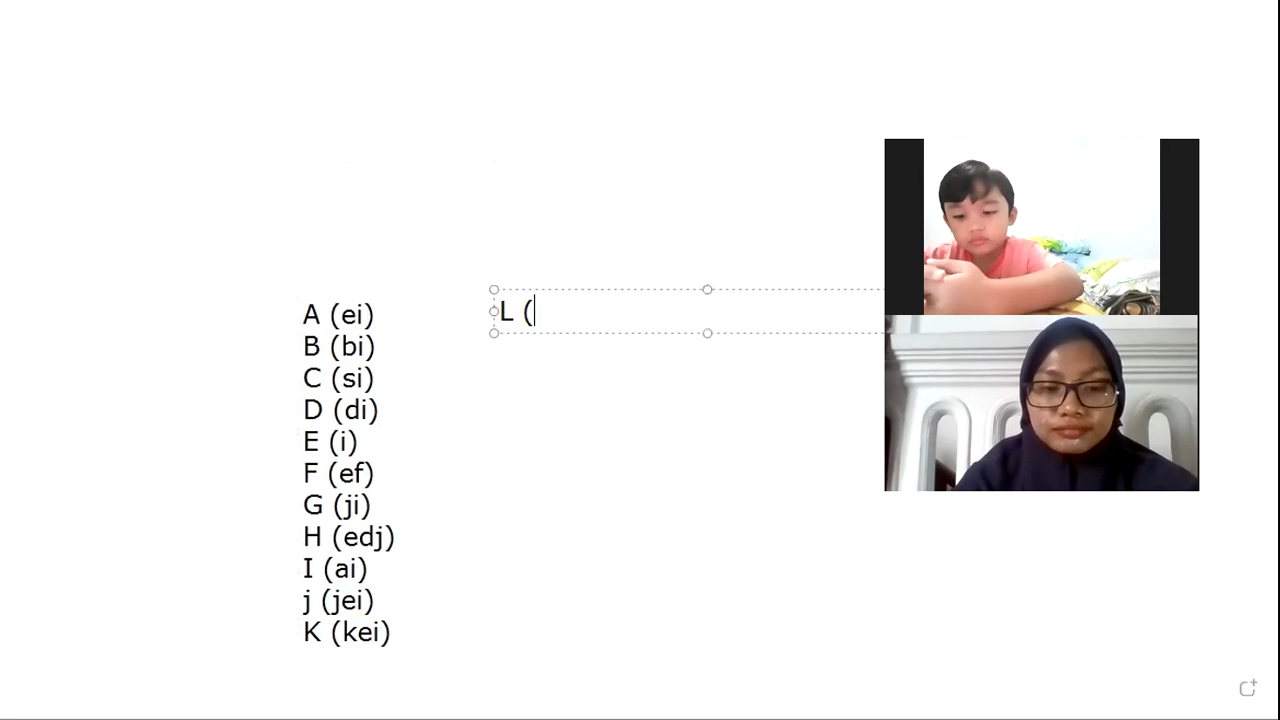 A (ei)
B (bi)
C (si)
D (di)
E (i)
F (ef)
G (ji)
H (edj)
I (ai)
j (jei)
K (kei)
L (